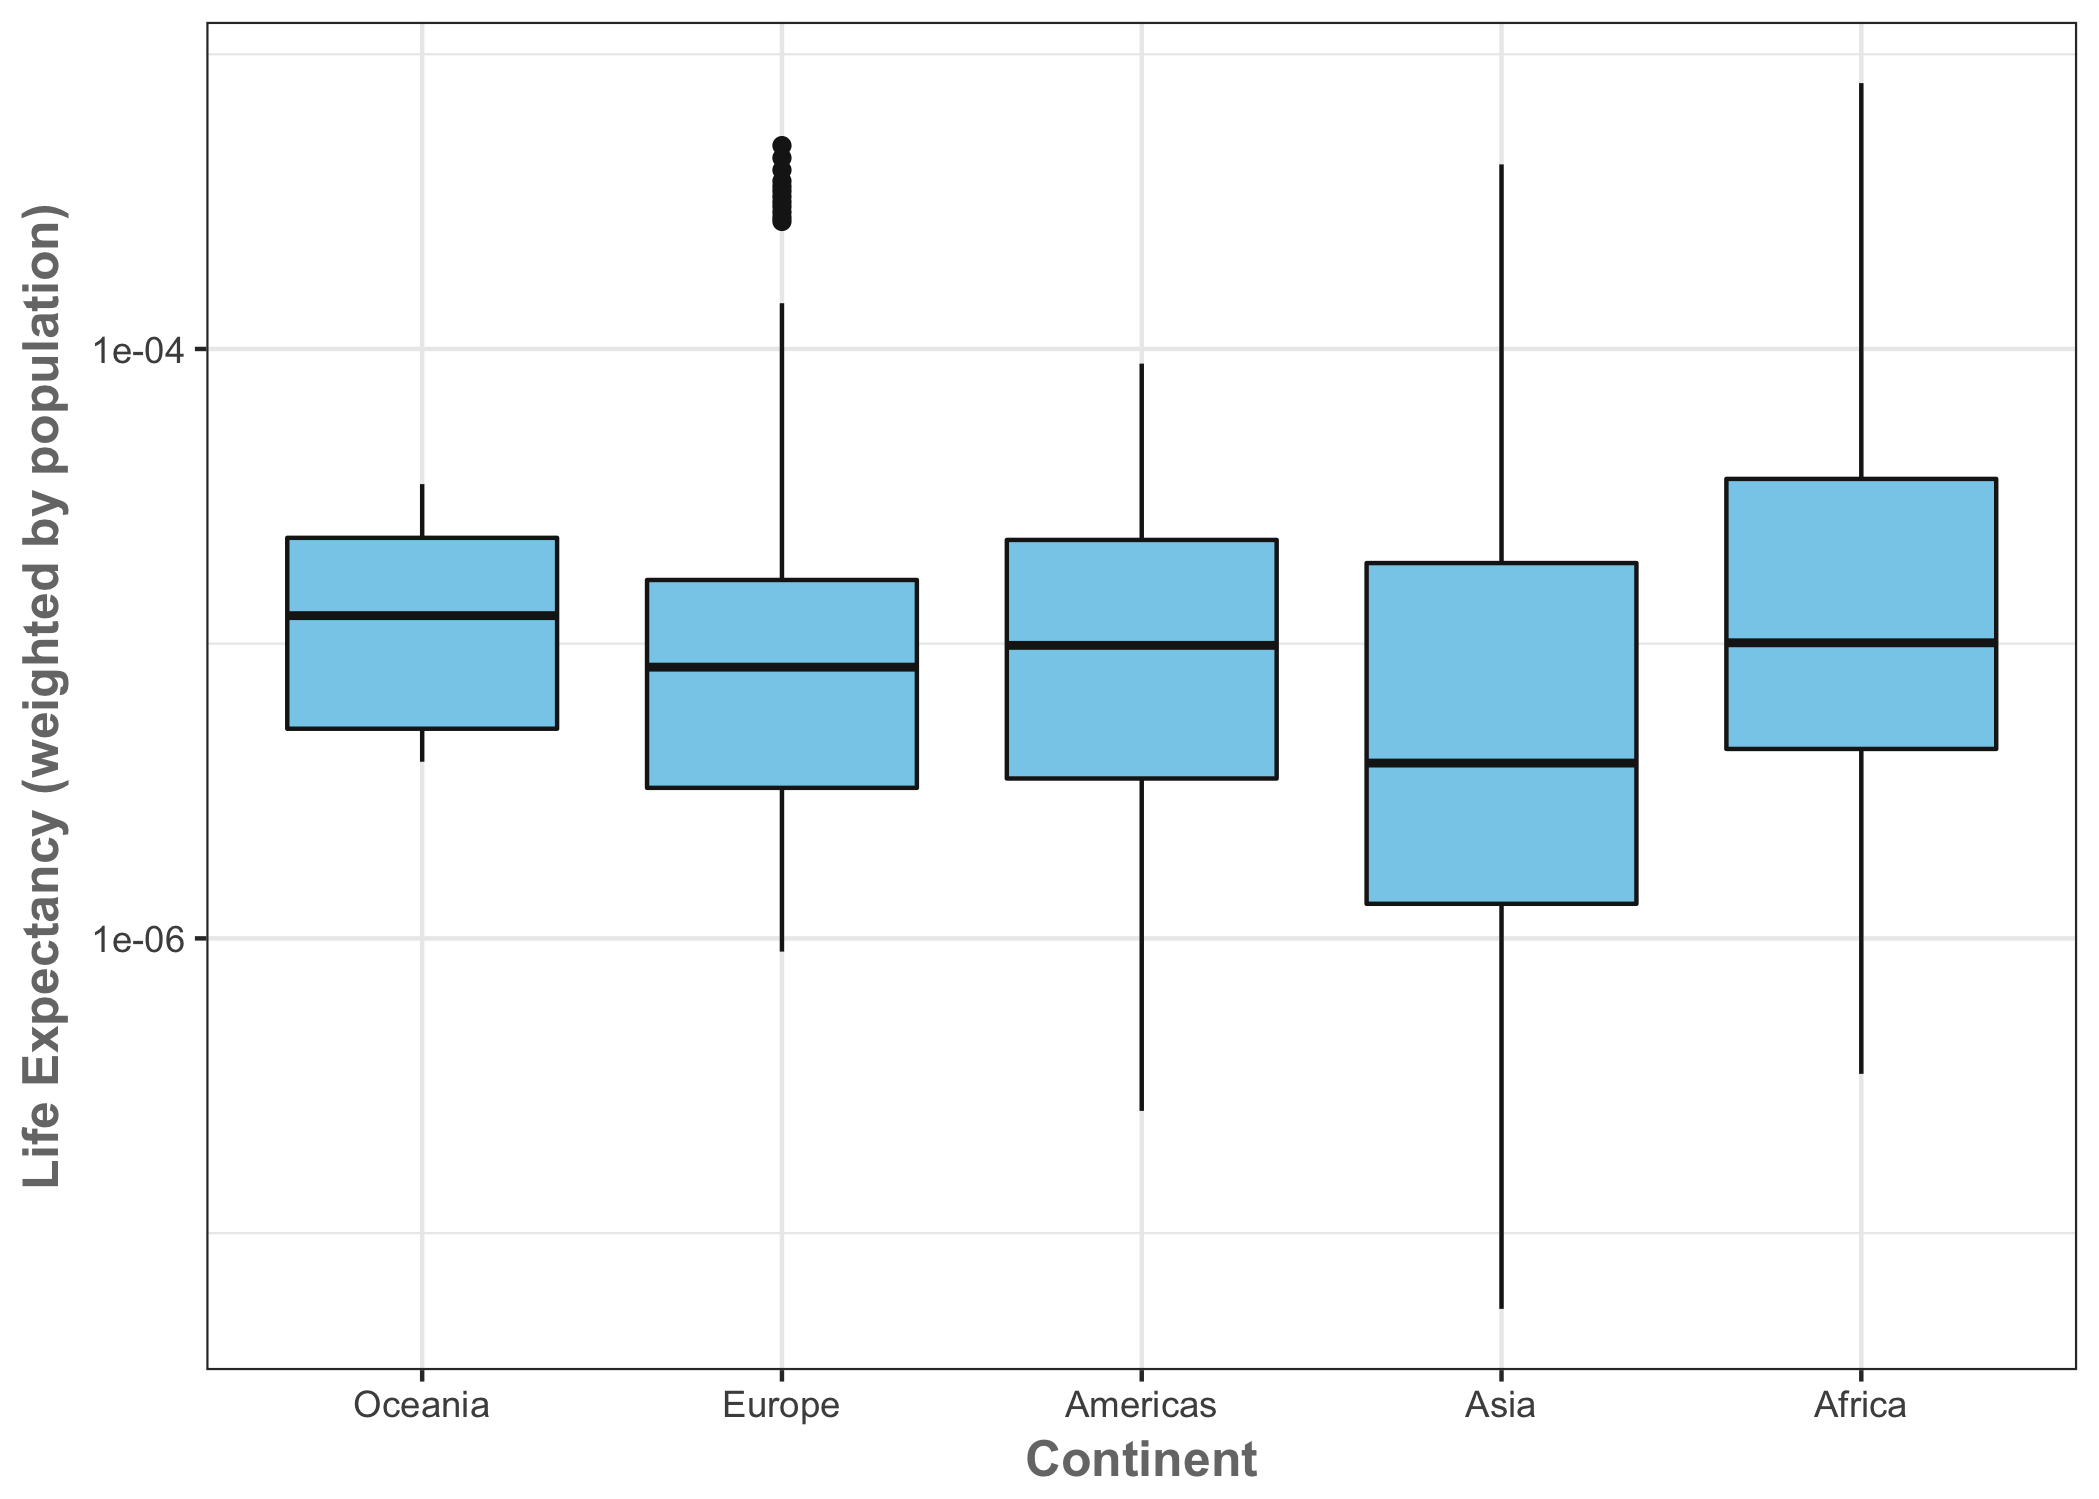 Life Expectancy (weighted by population)
1e-04
1e-06
Oceania Europe Americas Asia Africa
Continent